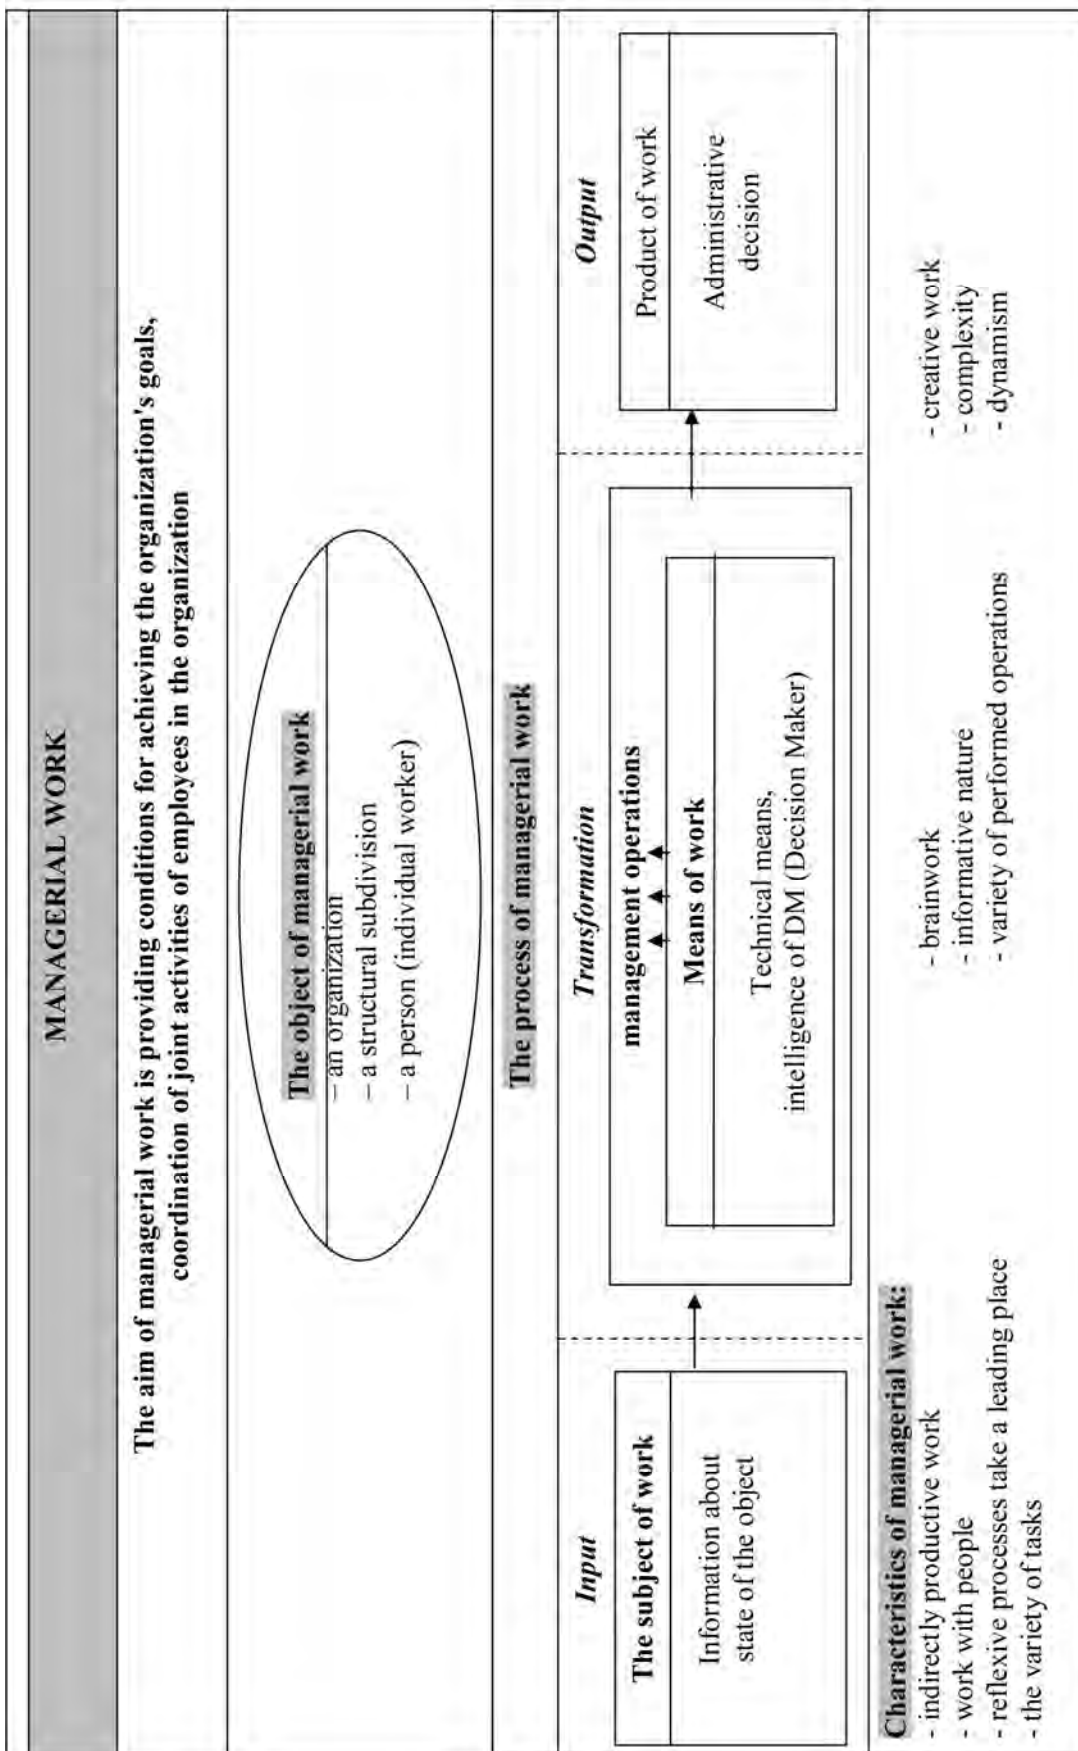 MANAGERIAL WORK
The aim of managerial work is providing conditions for achieving the organization's goals,
coordination of joint activities of employees in the organization
The object of managerial work
– an organization
– a structural subdivision
– a person (individual worker)
The process of managerial work
Input
The subject of work
Information about
state of the object
Transformation
management operations
Means of work
Technical means,
intelligence of DM (Decision Maker)
Output
Product of work
Administrative
decision
Characteristics of managerial work:
- indirectly productive work
- work with people
- reflexive processes take a leading place
- the variety of tasks
- brainwork
- informative nature
- variety of performed operations
- creative work
- complexity
- dynamism